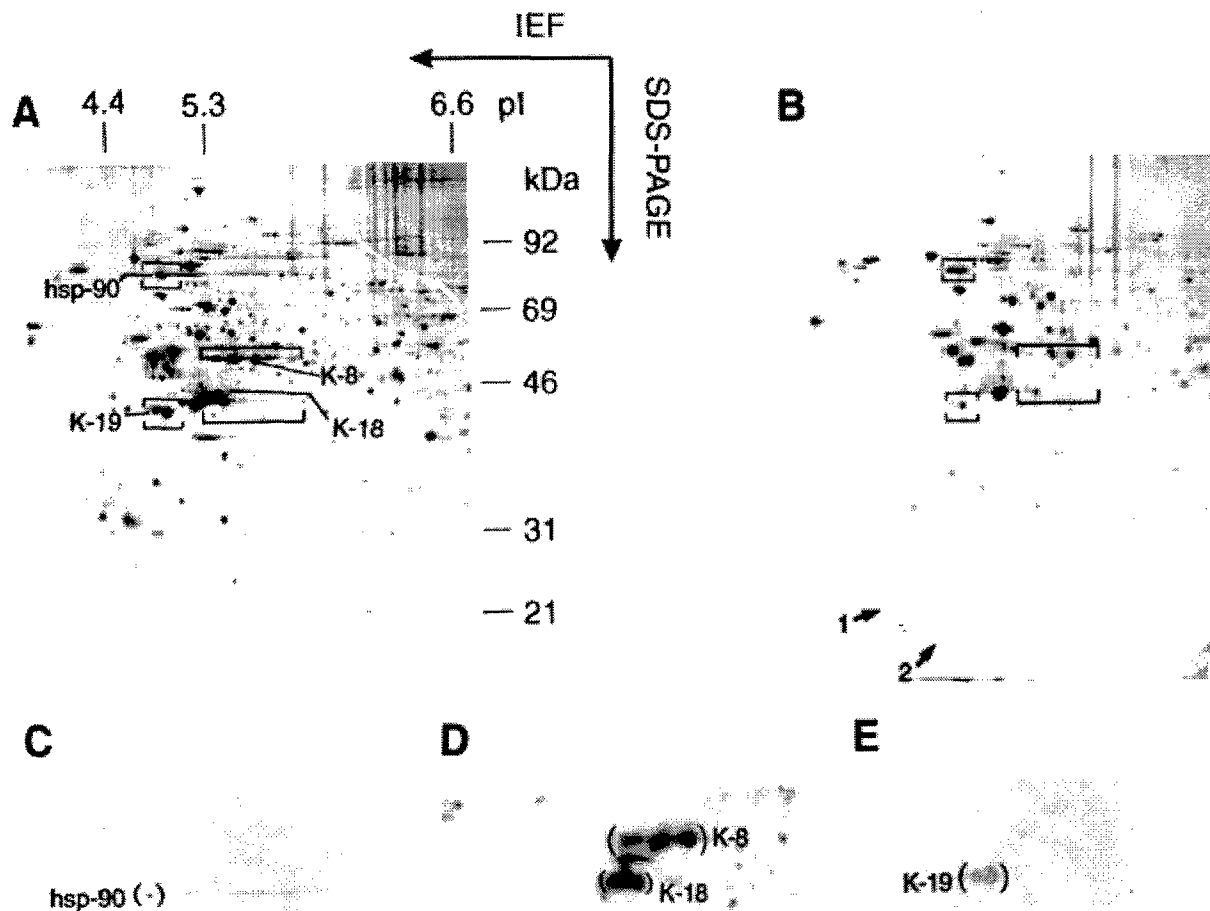 IEF
SDS-PAGE
A
4.4
5.3
6.6
pI
B
kDa
92
hsp-90
69
K-8
46
K-19
K-18
31
21
1
2
C
D
E
K-8
hsp-90 (-)
K-18
K-19